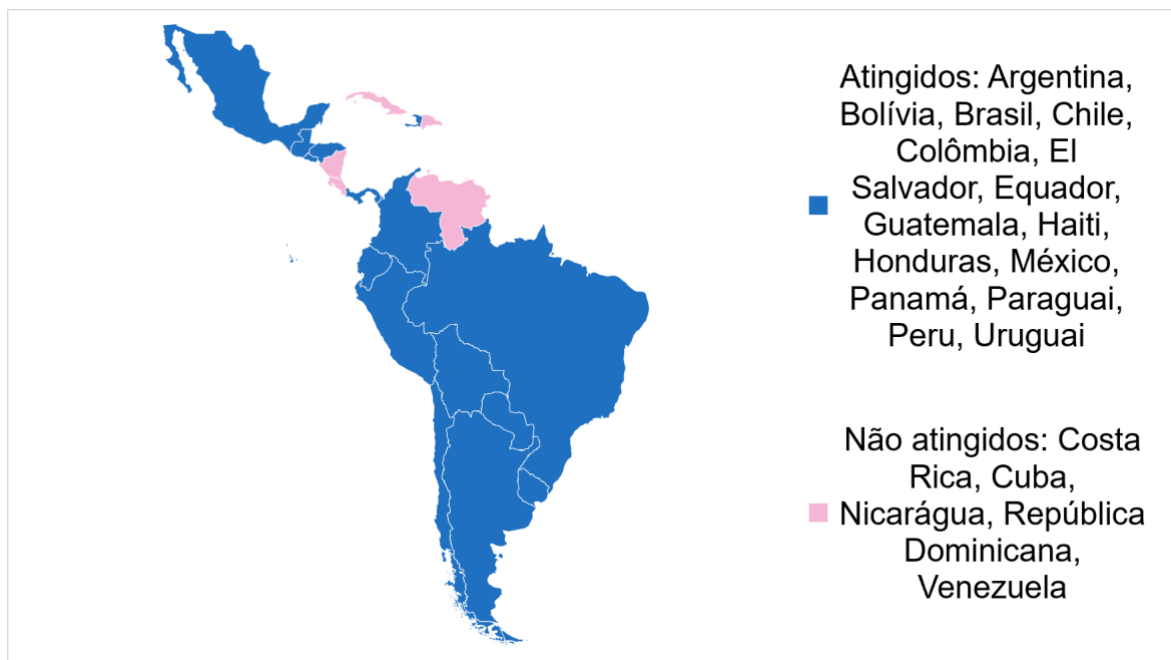 Atingidos: Argentina,
Bolívia, Brasil, Chile,
Colômbia, El
Salvador, Equador,
Guatemala, Haiti,
Honduras, México,
Panamá, Paraguai,
Peru, Uruguai
Não atingidos: Costa
Rica, Cuba,
Nicarágua, República
Dominicana,
Venezuela